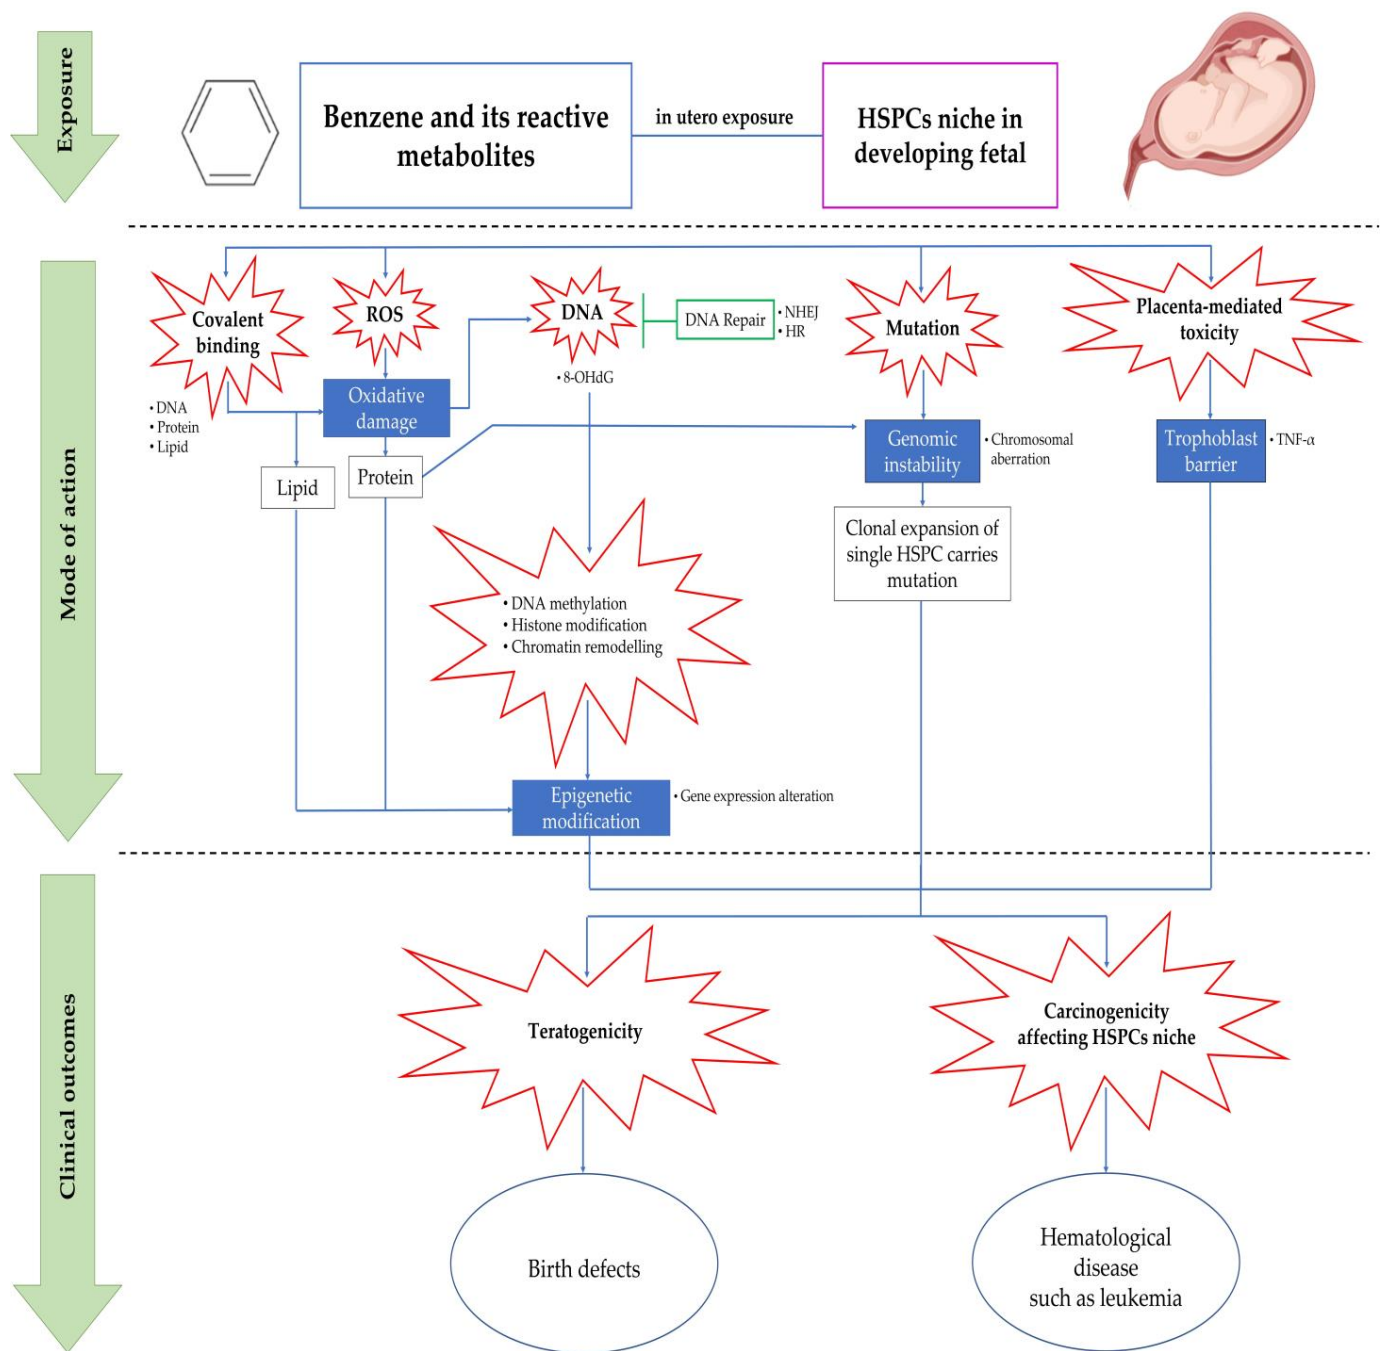 Exposure
Benzene and its reactive
metabolites
in utero exposure
HSPCs niche in
developing fetal
Mode of action
Covalent
binding
• DNA
• Protein
• Lipid
ROS
Oxidative
damage
Lipid
Protein
DNA
• 8-OHdG
DNA Repair
• NHEJ
• HR
Mutation
Genomic
instability
• Chromosomal
aberration
Clonal expansion of
single HSPC carries
mutation
Placenta-mediated
toxicity
Trophoblast
barrier
• TNF-α
• DNA methylation
• Histone modification
• Chromatin remodelling
Epigenetic
modification
• Gene expression alteration
Clinical outcomes
Teratogenicity
Carcinogenicity
affecting HSPCs niche
Birth defects
Hematological
disease
such as leukemia